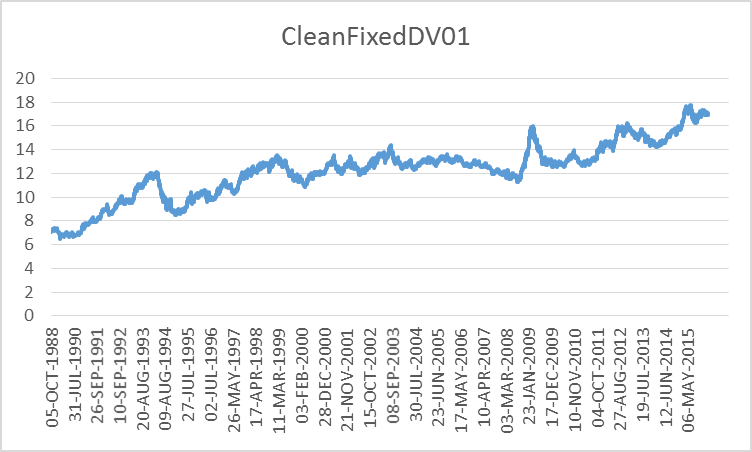 CleanFixedDV01
20
18
16
14
12
10
8
6
4
2
0
05-OCT-1988
31-JUL-1990
26-SEP-1991
10-SEP-1992
20-AUG-1993
09-AUG-1994
27-JUL-1995
02-JUL-1996
26-MAY-1997
17-APR-1998
11-MAR-1999
03-FEB-2000
20-DEC-2000
21-NOV-2001
15-OCT-2002
08-SEP-2003
30-JUL-2004
23-JUN-2005
17-MAY-2006
10-APR-2007
03-MAR-2008
23-JAN-2009
17-DEC-2009
10-NOV-2010
04-OCT-2011
27-AUG-2012
19-JUL-2013
12-JUN-2014
06-MAY-2015